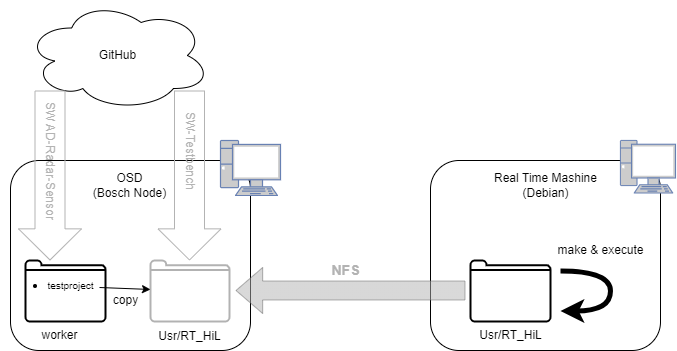 GitHub
SW AD-Radar-Sensor
SW-Testbench
OSD
(Bosch Node)
Real Time Mashine
(Debian)
make & execute
NFS
testproject
copy
worker
Usr/RT_HiL
Usr/RT_HiL